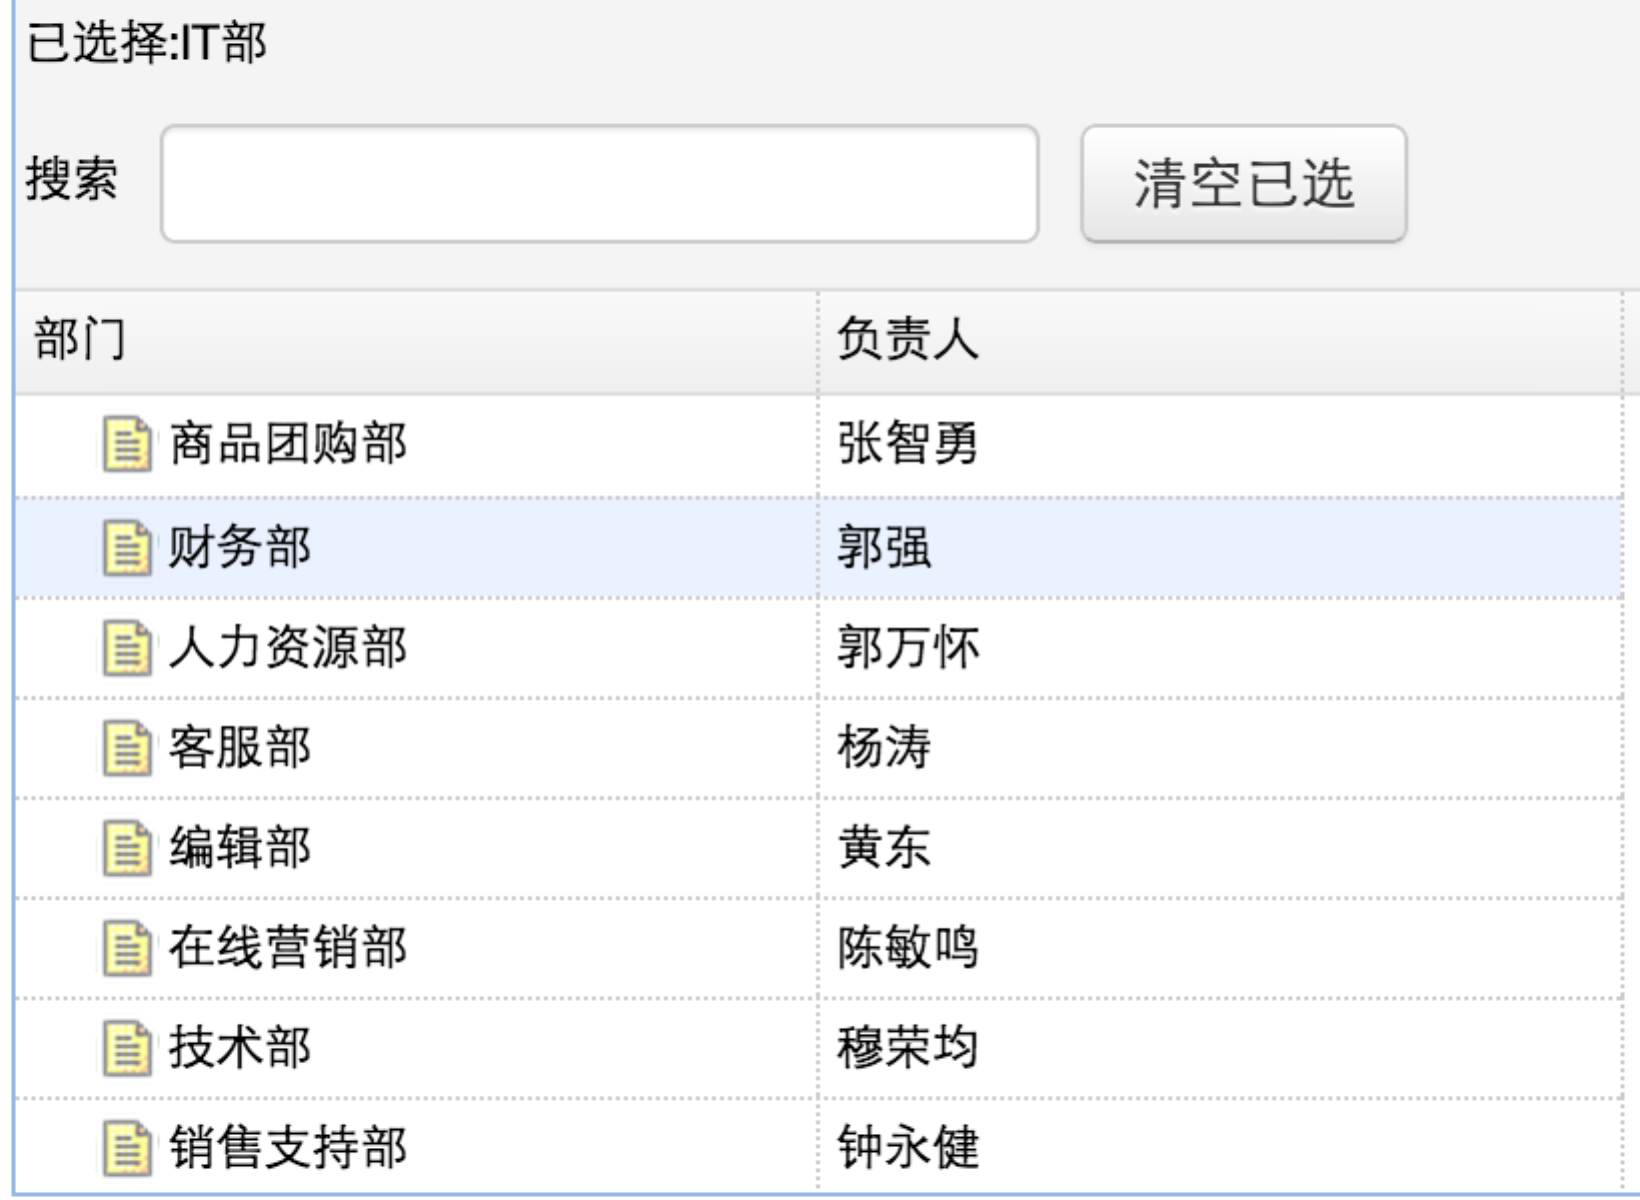 已选择:IT部
搜索 清空已选
部门 负责人
商品团购部 张智勇
财务部 郭强
人力资源部 郭万怀
客服部 杨涛
编辑部 黄东
在线营销部 陈敏鸣
技术部 穆荣均
销售支持部 钟永健